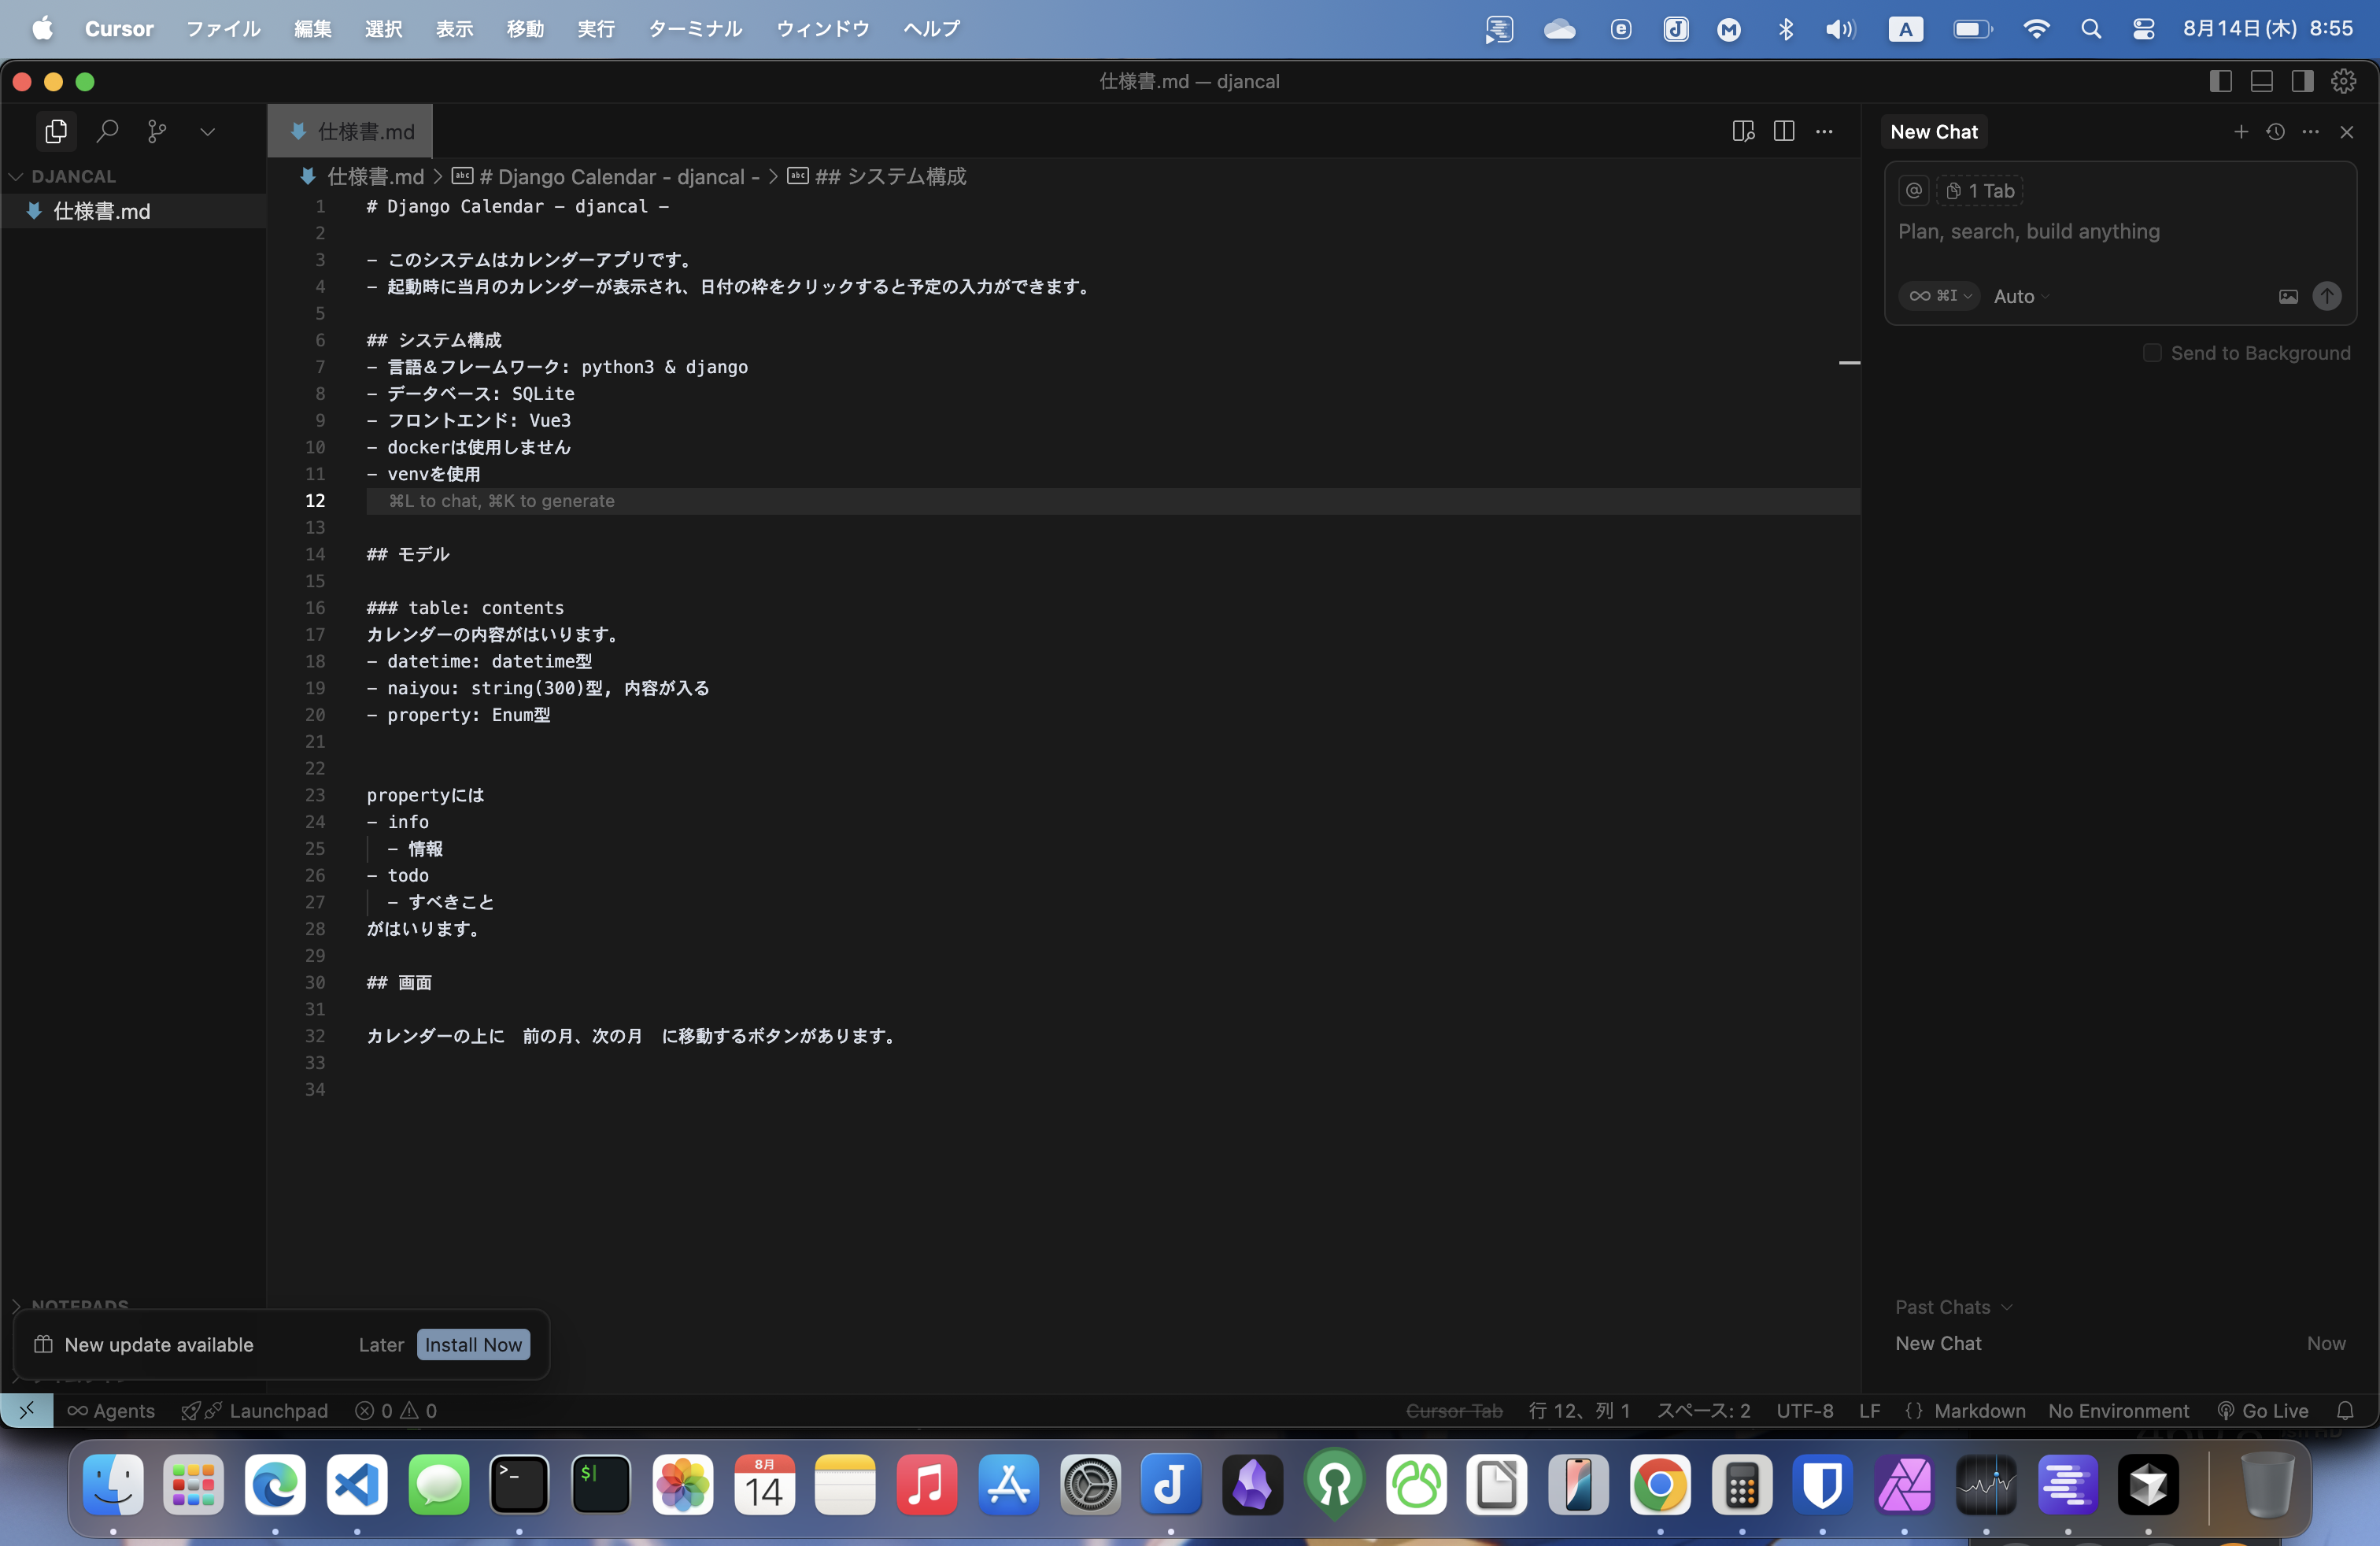 Cursor ファイル 編集 選択 表示 移動 実行 ターミナル ウィンドウ ヘルプ
A 8月14日(木) 8:55
仕様書.md — djancal
仕様書.md
New Chat
DJANCAL
仕様書.md
仕様書.md > # Django Calendar - djancal - > ## システム構成
1 # Django Calendar - djancal -
2
3 - このシステムはカレンダーアプリです。
4 - 起動時に当月のカレンダーが表示され、日付の枠をクリックすると予定の入力ができます。
5
6 ## システム構成
7 - 言語＆フレームワーク: python3 & django
8 - データベース: SQLite
9 - フロントエンド: Vue3
10 - dockerは使用しません
11 - venvを使用
12 ⌘L to chat, ⌘K to generate
13
14 ## モデル
15
16 ### table: contents
17 カレンダーの内容がはいります。
18 - datetime: datetime型
19 - naiyou: string(300)型, 内容が入る
20 - property: Enum型
21
22
23 propertyには
24 - info
25 - 情報
26 - todo
27 - すべきこと
28 がはいります。
29
30 ## 画面
31
32 カレンダーの上に　前の月、次の月　に移動するボタンがあります。
33
34
@ 1 Tab
Plan, search, build anything
∞ ⌘I Auto
Send to Background
Past Chats
New Chat Now
NOTEPADS
New update available Later Install Now
Agents Launchpad 0 0
Cursor Tab 行 12、列 1 スペース: 2 UTF-8 LF {} Markdown No Environment Go Live
8月
14